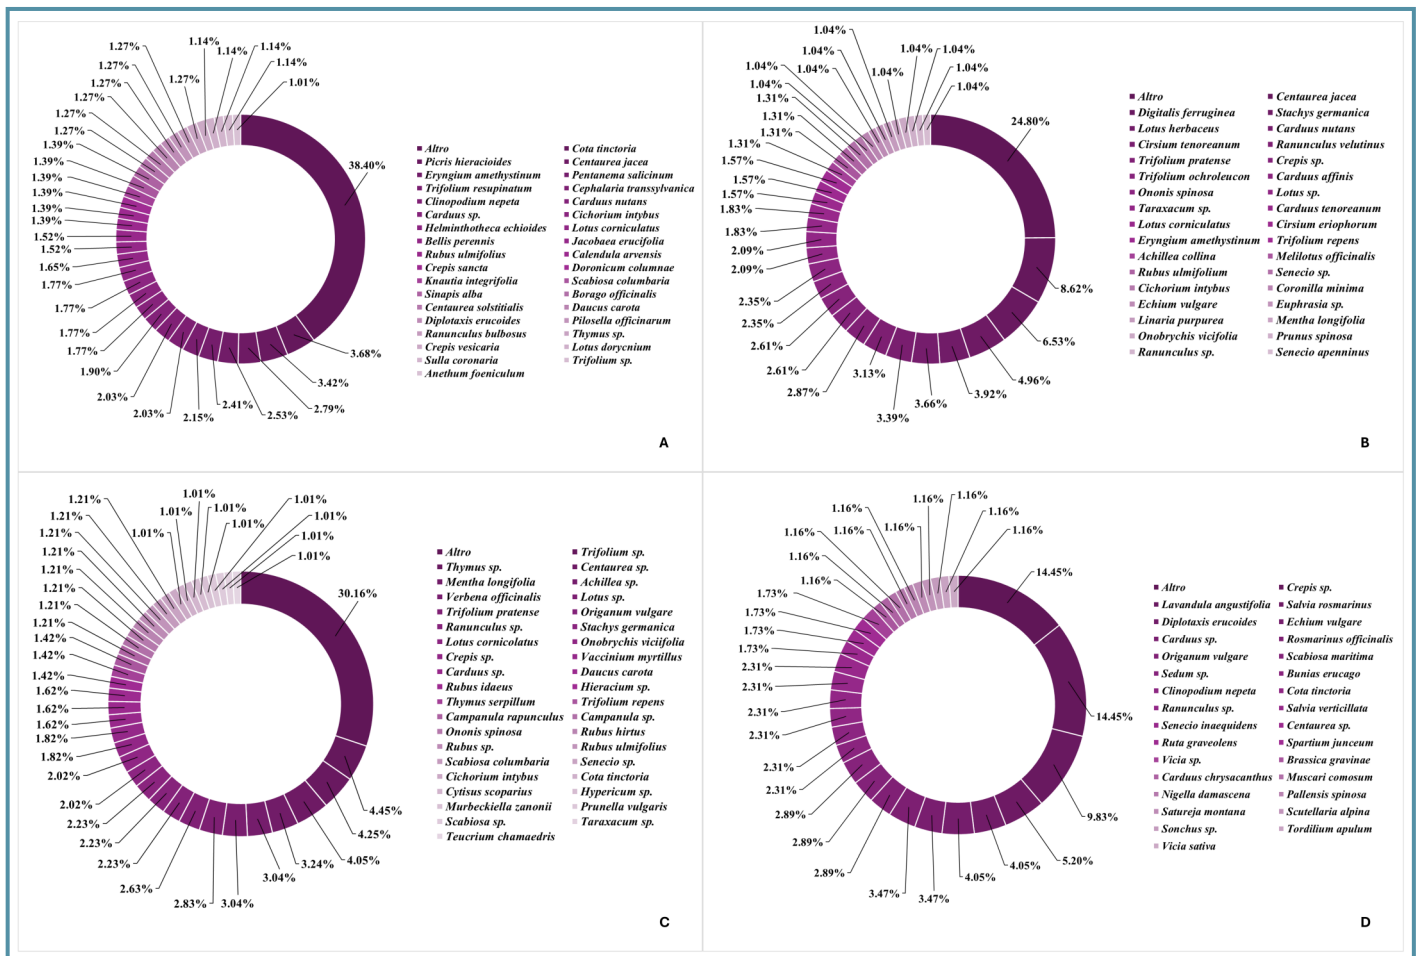 1.27%
1.14%
1.14%
1.14%
1.14%
1.01%
1.27%
1.27%
1.27%
1.27%
1.27%
1.27%
1.39%
1.39%
1.39%
1.39%
1.39%
1.39%
1.52%
1.52%
1.65%
1.77%
1.77%
1.77%
1.77%
1.90%
2.03%
2.03%
2.15%
2.41%
2.53%
2.79%
3.42%
3.68%
38.40%
Altro Cota tinctoria
Picris hieracioides Centaurea jacea
Eryngium amethystinum Pentanema salicinum
Trifolium resupinatum Cephalaria transsylvanica
Clinopodium nepeta Carduus nutans
Carduus sp. Cichorium intybus
Helminthotheca echioides Lotus corniculatus
Bellis perennis Jacobaea erucifolia
Rubus ulmifolius Calendula arvensis
Crepis sancta Doronicum columnae
Knautia integrifolia Scabiosa columbaria
Sinapis alba Borago officinalis
Centaurea solstitialis Daucus carota
Diplotaxis erucoides Pilosella officinarum
Ranunculus bulbosus Thymus sp.
Crepis vesicaria Lotus dorycnium
Sulla coronaria Trifolium sp.
Anethum foeniculum
A
1.04%
1.04%
1.04%
1.04%
1.04%
1.04%
1.04%
1.04%
1.04%
1.04%
1.31%
1.31%
1.31%
1.31%
1.57%
1.57%
1.57%
1.83%
1.83%
2.09%
2.09%
2.35%
2.35%
2.61%
2.61%
2.87%
3.13%
3.39%
3.66%
3.92%
4.96%
6.53%
8.62%
24.80%
Altro Centaurea jacea
Digitalis ferruginea Stachys germanica
Lotus herbaceus Carduus nutans
Cirsium tenoreanum Ranunculus velutinus
Trifolium pratense Crepis sp.
Trifolium ochroleucon Carduus affinis
Ononis spinosa Lotus sp.
Taraxacum sp. Carduus tenoreanum
Lotus corniculatus Cirsium eriophorum
Eryngium amethystinum Trifolium repens
Achillea collina Melilotus officinalis
Rubus ulmifolium Senecio sp.
Cichorium intybus Coronilla minima
Echium vulgare Euphrasia sp.
Linaria purpurea Mentha longifolia
Onobrychis vicifolia Prunus spinosa
Ranunculus sp. Senecio apenninus
B
1.21%
1.01%
1.01%
1.01%
1.01%
1.01%
1.01%
1.01%
1.01%
1.01%
1.21%
1.21%
1.21%
1.21%
1.21%
1.21%
1.21%
1.42%
1.42%
1.42%
1.62%
1.62%
1.62%
1.82%
1.82%
2.02%
2.02%
2.23%
2.23%
2.23%
2.63%
2.83%
3.04%
3.04%
3.24%
4.05%
4.25%
4.45%
30.16%
Altro Trifolium sp.
Thymus sp. Centaurea sp.
Mentha longifolia Achillea sp.
Verbena officinalis Lotus sp.
Trifolium pratense Origanum vulgare
Ranunculus sp. Stachys germanica
Lotus cornicolatus Onobrychis viciifolia
Crepis sp. Vaccinium myrtillus
Carduus sp. Daucus carota
Rubus idaeus Hieracium sp.
Thymus serpillum Trifolium repens
Campanula rapunculus Campanula sp.
Ononis spinosa Rubus hirtus
Rubus sp. Rubus ulmifolius
Scabiosa columbaria Senecio sp.
Cichorium intybus Cota tinctoria
Cytisus scoparius Hypericum sp.
Murbeckiella zanonii Prunella vulgaris
Scabiosa sp. Taraxacum sp.
Teucrium chamaedris
C
1.16%
1.16%
1.16%
1.16%
1.16%
1.16%
1.16%
1.16%
1.16%
1.16%
1.73%
1.73%
1.73%
1.73%
2.31%
2.31%
2.31%
2.31%
2.31%
2.31%
2.89%
2.89%
2.89%
3.47%
3.47%
4.05%
4.05%
5.20%
9.83%
14.45%
14.45%
Altro Crepis sp.
Lavandula angustifolia Salvia rosmarinus
Diplotaxis erucoides Echium vulgare
Carduus sp. Rosmarinus officinalis
Origanum vulgare Scabiosa maritima
Sedum sp. Bunias erucago
Clinopodium nepeta Cota tinctoria
Ranunculus sp. Salvia verticillata
Senecio inaequidens Centaurea sp.
Ruta graveolens Spartium junceum
Vicia sp. Brassica gravinae
Carduus chrysacanthus Muscari comosum
Nigella damascena Pallensis spinosa
Satureja montana Scutellaria alpina
Sonchus sp. Tordilium apulum
Vicia sativa
D